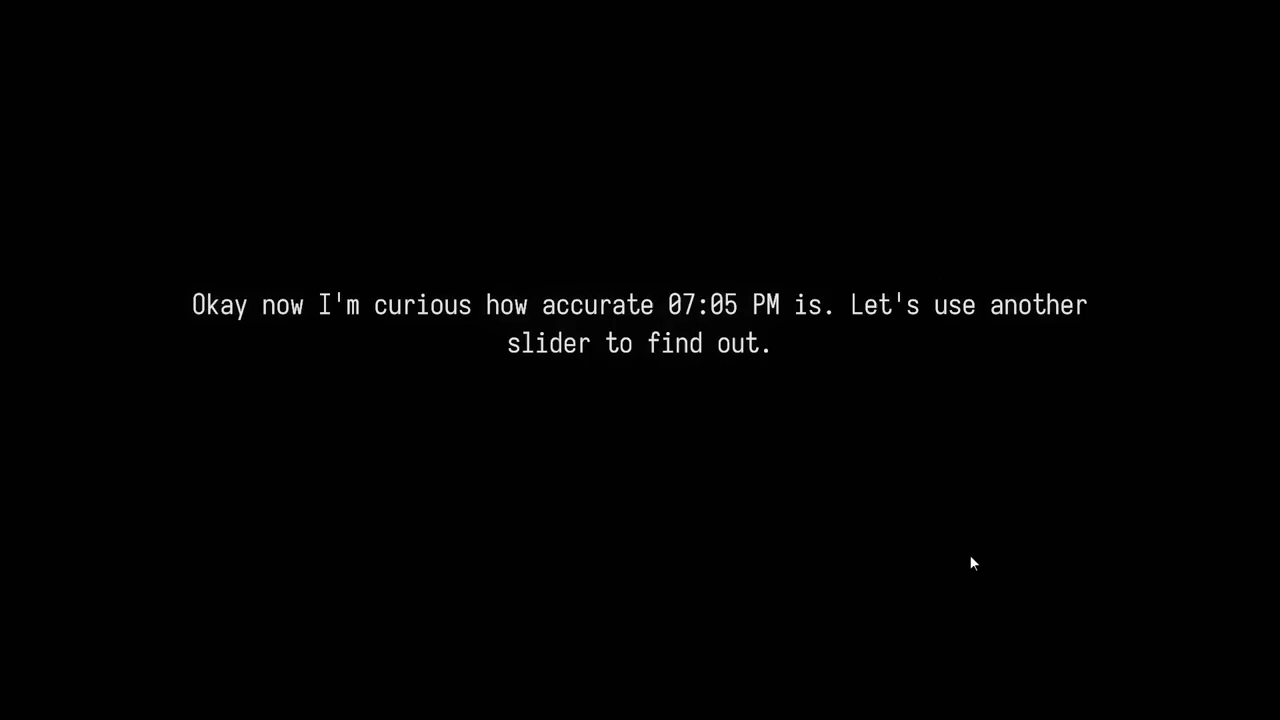 Okay now I'm curious how accurate 07:05 PM is. Let's use another
slider to find out.